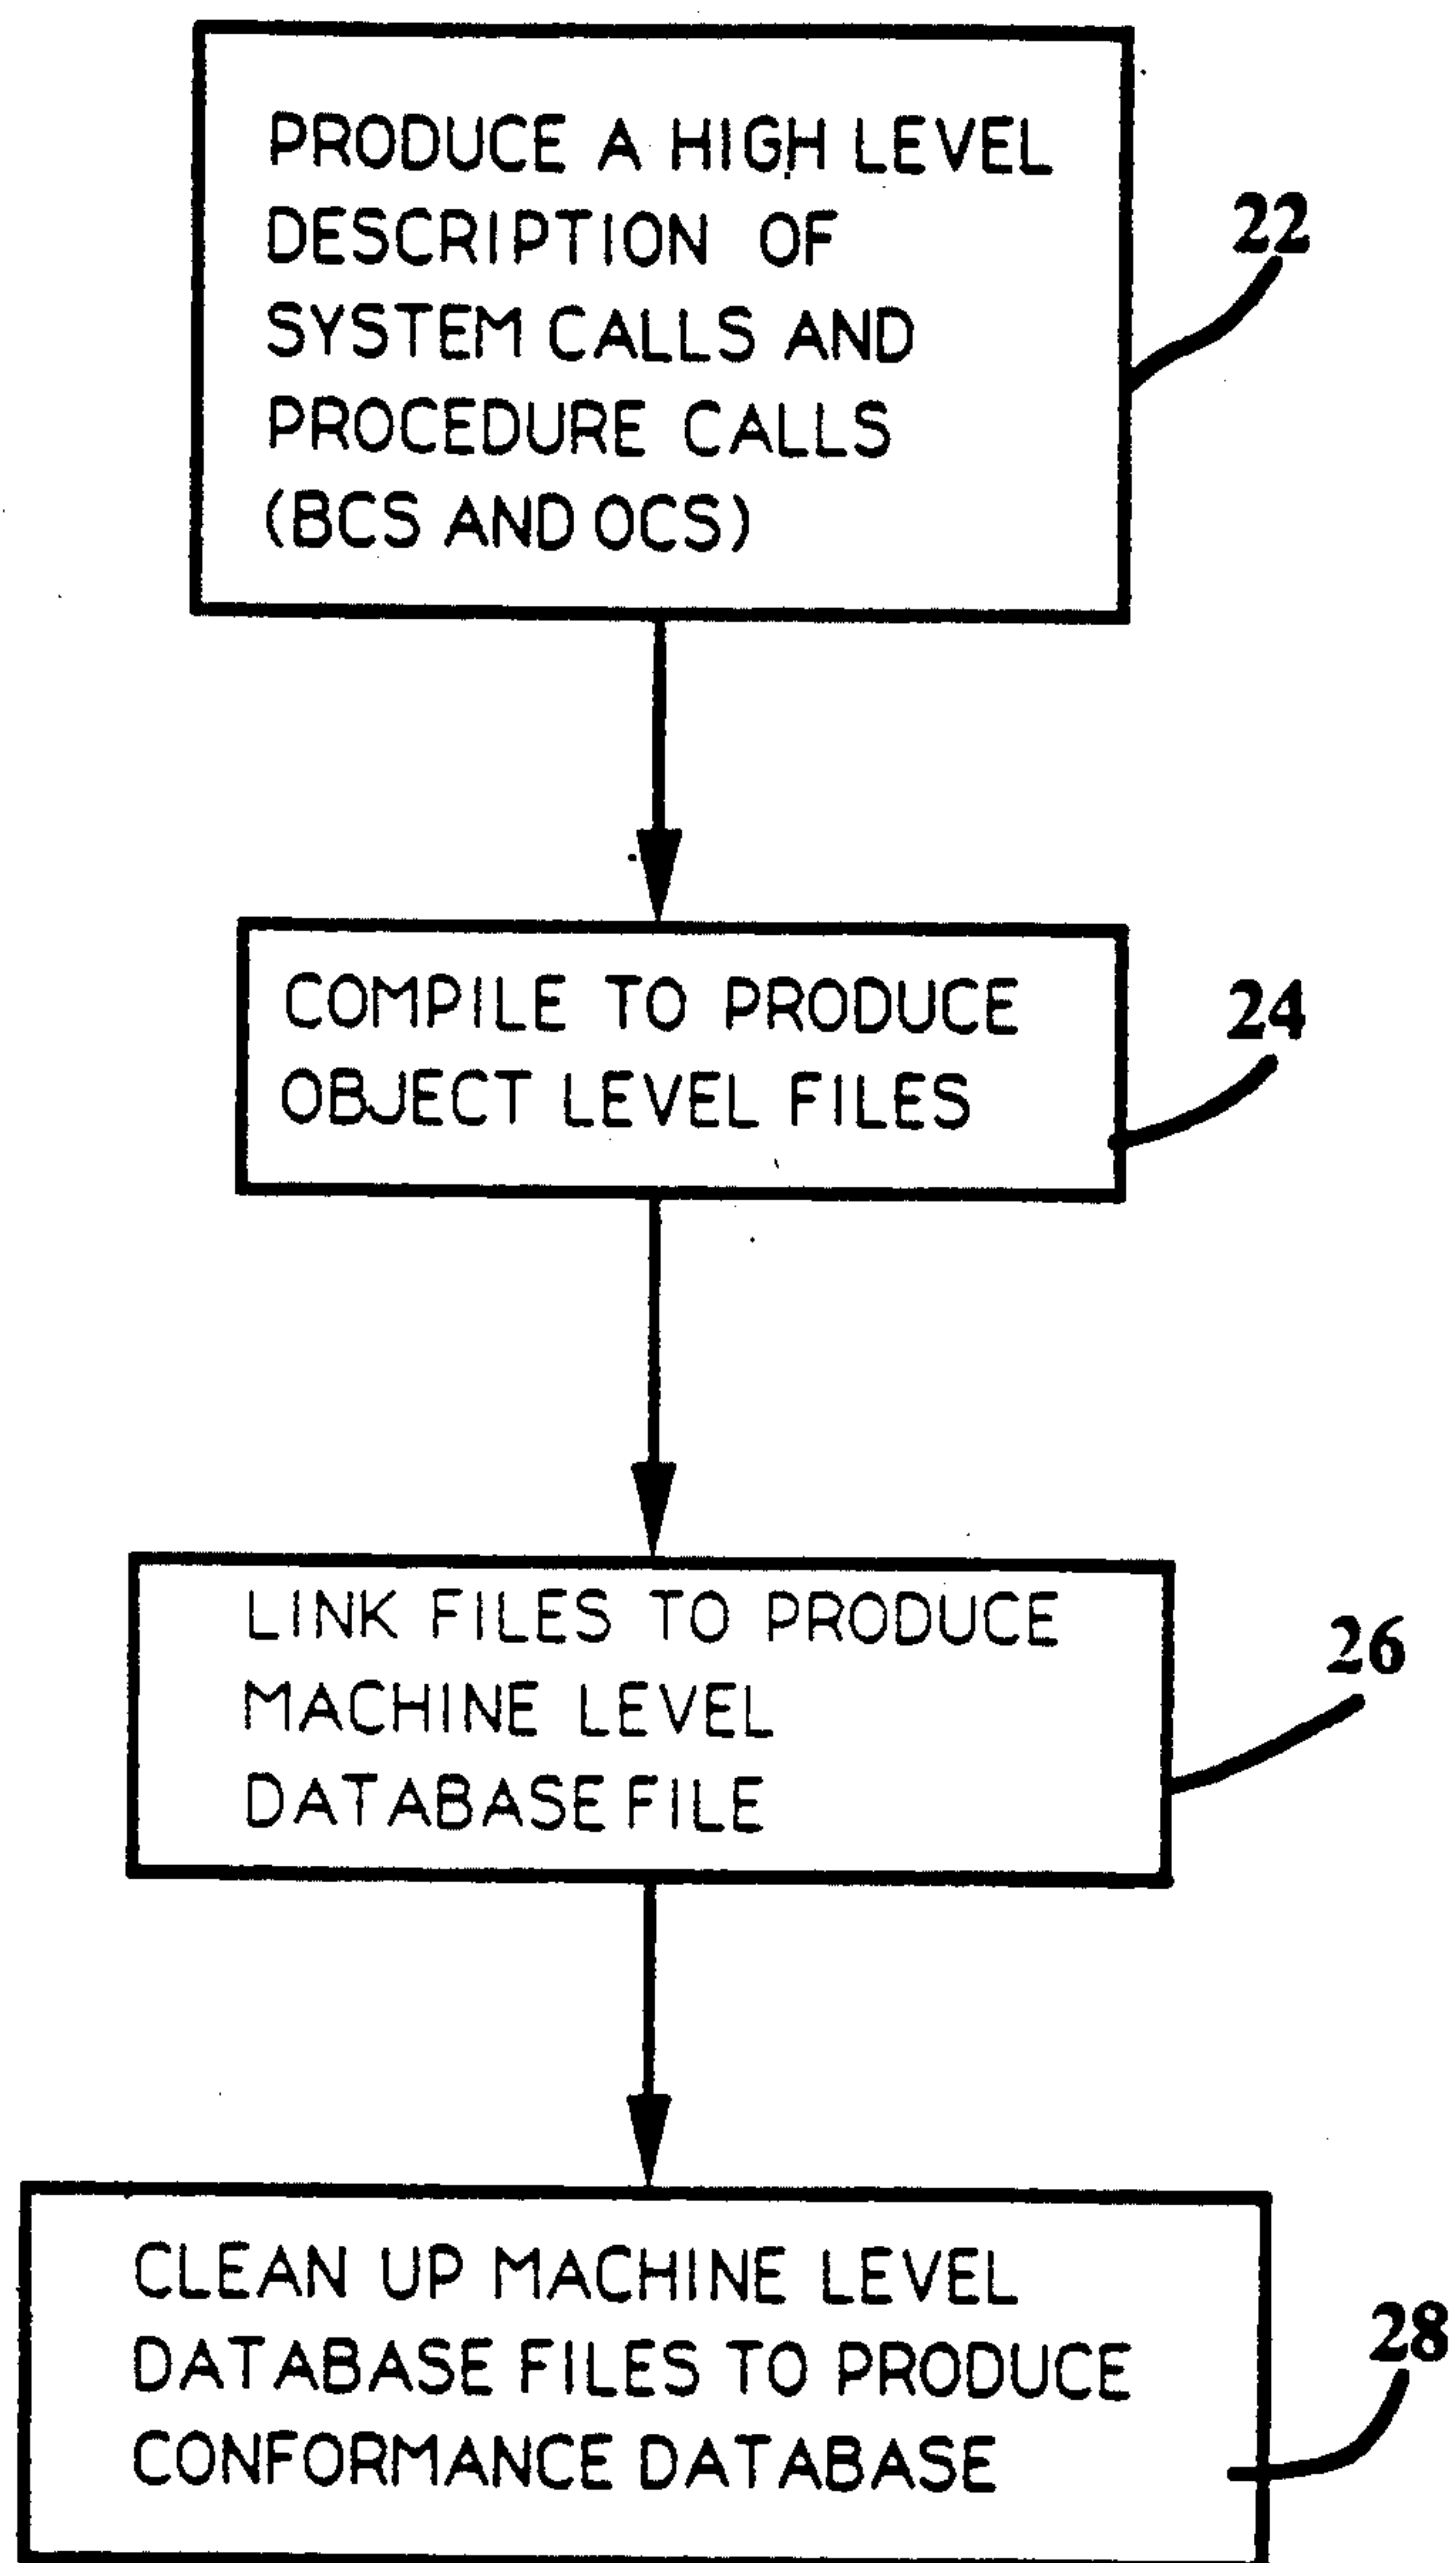 PRODUCE A HIGH LEVEL
DESCRIPTION OF
SYSTEM CALLS AND
PROCEDURE CALLS
(BCS AND OCS)
22
COMPILE TO PRODUCE
OBJECT LEVEL FILES
24
LINK FILES TO PRODUCE
MACHINE LEVEL
DATABASE FILE
26
CLEAN UP MACHINE LEVEL
DATABASE FILES TO PRODUCE
CONFORMANCE DATABASE
28